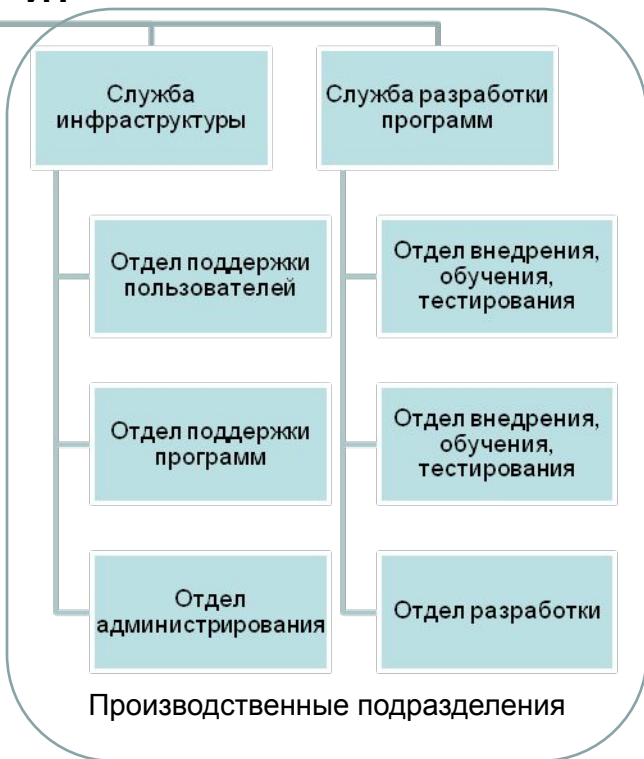 Служба
инфраструктуры
Служба разработки
программ
Отдел поддержки
пользователей
Отдел внедрения,
обучения,
тестирования
Отдел поддержки
программ
Отдел внедрения,
обучения,
тестирования
Отдел
администрирования
Отдел разработки
Производственные подразделения